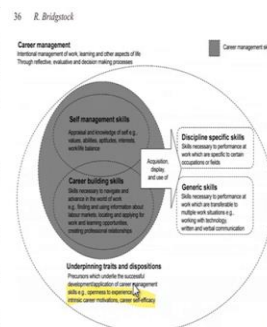 36 R. Bridgstock
Career management
Intentional management of work, learning and other aspects of life
Through reflective, evaluative and decision making processes
Career management sk
Self management skills
Appraisal and knowledge of self e.g.,
values, abilities, aptitudes, interests,
work/life balance
Career building skills
Skills necessary to navigate and
advance in the world of work
e.g. finding and using information about
labour markets, locating and applying for
work and learning opportunities,
creating professional relationships
Acquisition,
display,
and use of
Discipline specific skills
Skills necessary to performance at
work which are specific to certain
occupations or fields
Generic skills
Skills necessary to performance at
work which are transferable to
multiple work situations e.g.,
working with technology,
written and verbal communication
Underpinning traits and dispositions
Precursors which underlie the successful
development/application of career management
skills e.g., openness to experience,
intrinsic career motivations, career self-efficacy